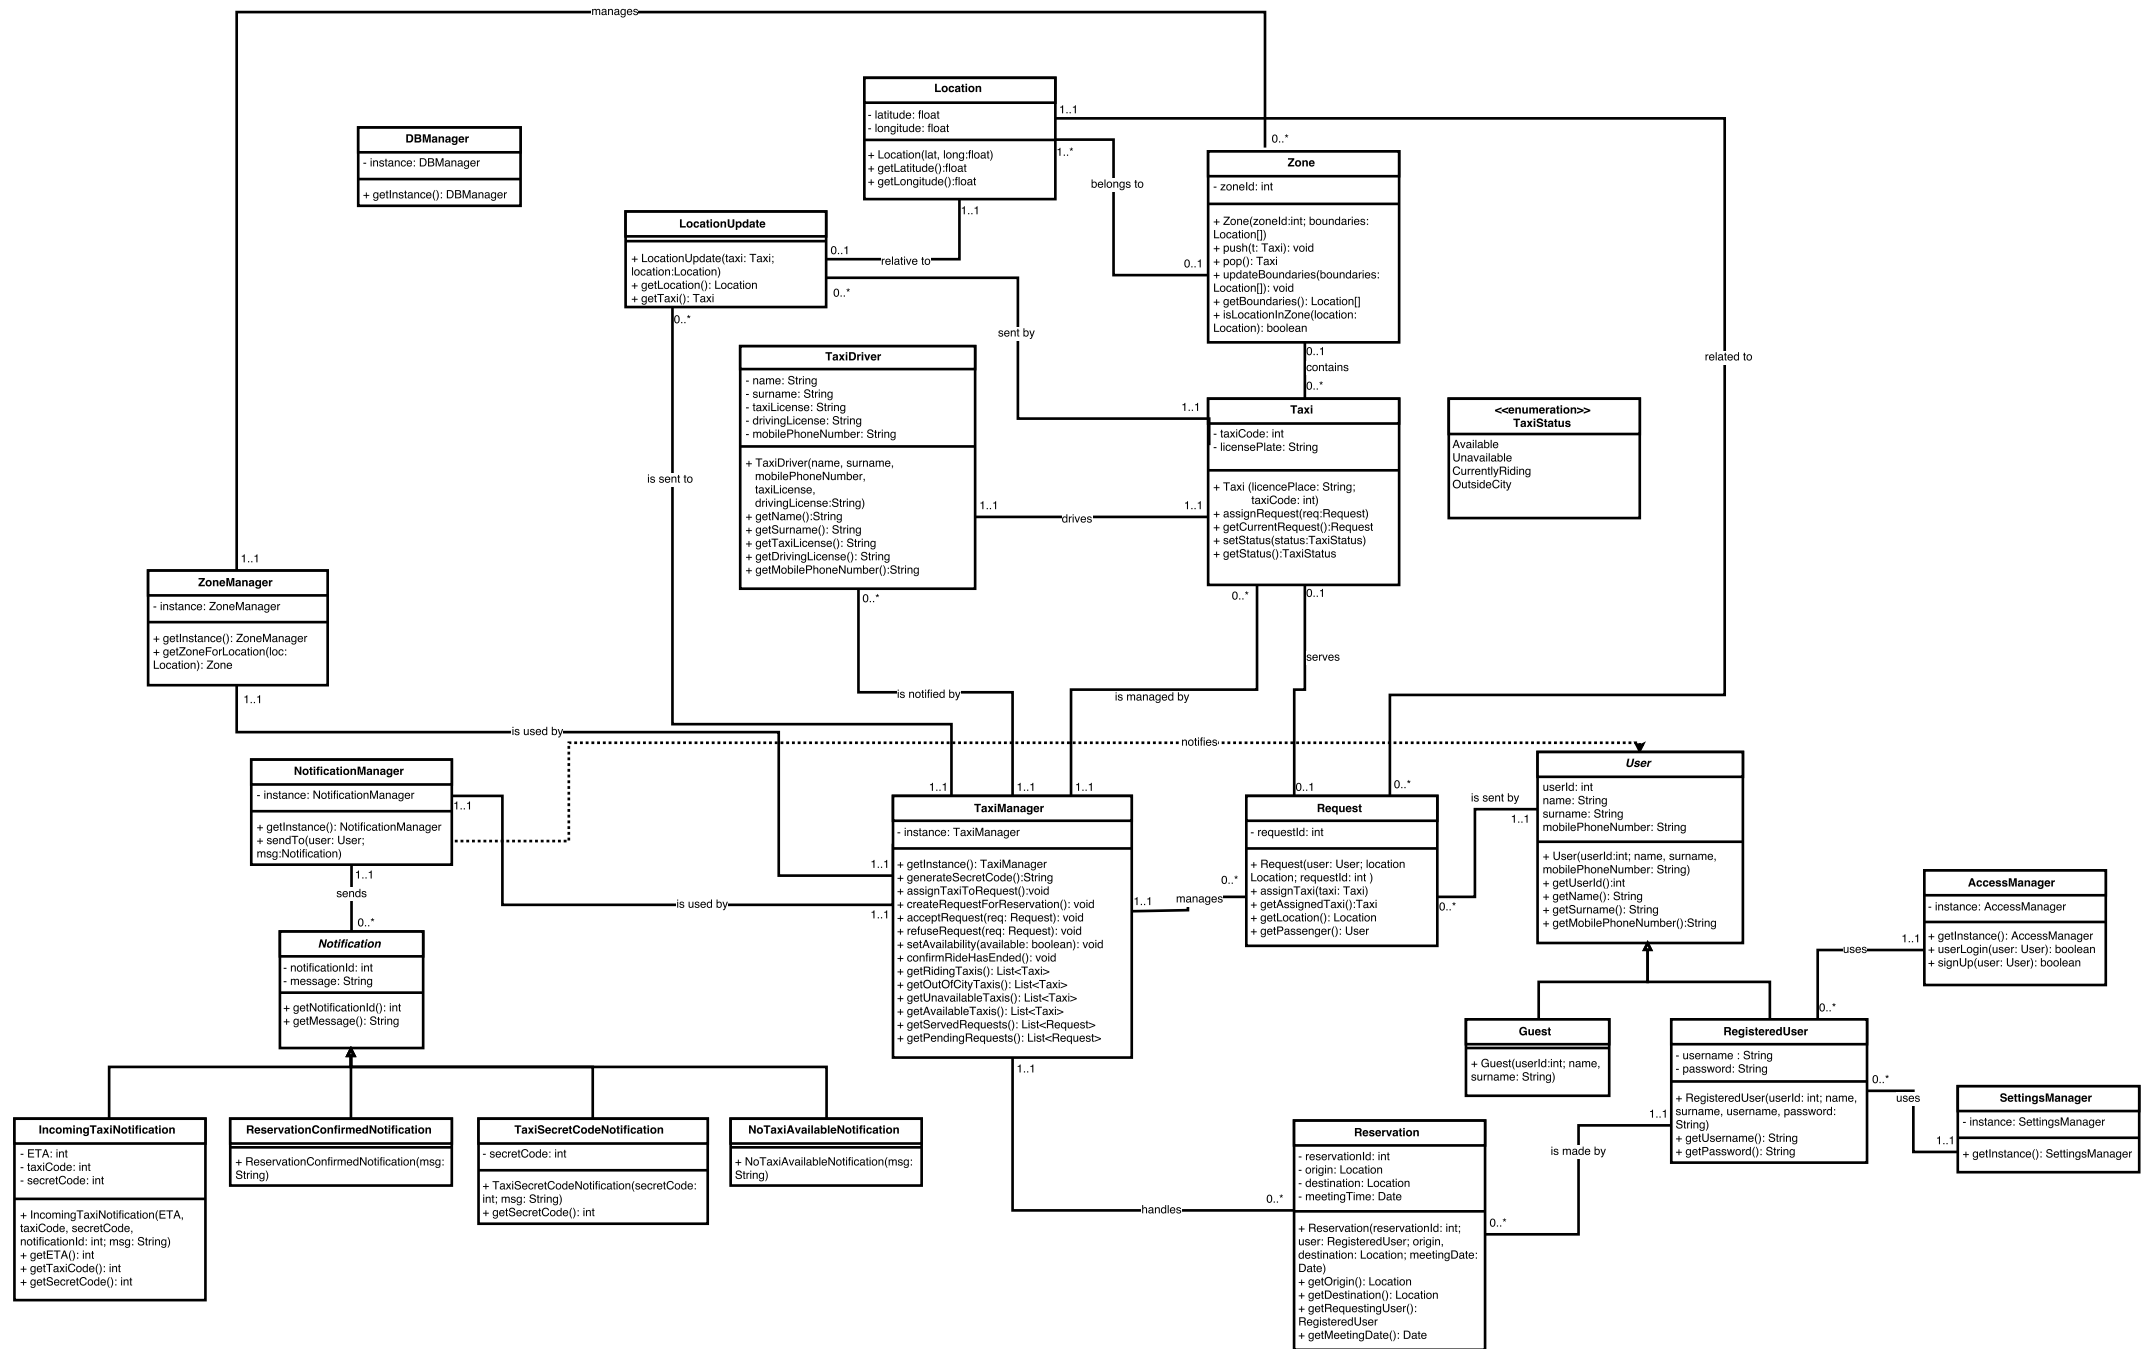 manages
Location
- latitude: float
- longitude: float
+ Location(lat, long:float)
+ getLatitude():float
+ getLongitude():float
1..1
1..*
1..1
belongs to
0..1
related to
DBManager
- instance: DBManager
+ getInstance(): DBManager
0..*
Zone
- zoneId: int
+ Zone(zoneId:int; boundaries:
Location[])
+ push(t: Taxi): void
+ pop(): Taxi
+ updateBoundaries(boundaries:
Location[]): void
+ getBoundaries(): Location[]
+ isLocationInZone(location:
Location): boolean
0..1
contains
0..*
LocationUpdate
+ LocationUpdate(taxi: Taxi;
location:Location)
+ getLocation(): Location
+ getTaxi(): Taxi
0..1
relative to
0..*
0..*
sent by
1..1
is sent to
TaxiDriver
- name: String
- surname: String
- taxiLicense: String
- drivingLicense: String
- mobilePhoneNumber: String
+ TaxiDriver(name, surname,
mobilePhoneNumber,
taxiLicense,
drivingLicense:String)
+ getName():String
+ getSurname(): String
+ getTaxiLicense(): String
+ getDrivingLicense(): String
+ getMobilePhoneNumber():String
1..1
drives
1..1
0..*
Taxi
- taxiCode: int
- licensePlate: String
+ Taxi (licencePlace: String;
taxiCode: int)
+ assignRequest(req:Request)
+ getCurrentRequest():Request
+ setStatus(status:TaxiStatus)
+ getStatus():TaxiStatus
0..*
0..1
<<enumeration>>
TaxiStatus
Available
Unavailable
CurrentlyRiding
OutsideCity
1..1
ZoneManager
- instance: ZoneManager
+ getInstance(): ZoneManager
+ getZoneForLocation(loc:
Location): Zone
1..1
is used by
is notified by
is managed by
serves
notifies
NotificationManager
- instance: NotificationManager
+ getInstance(): NotificationManager
+ sendTo(user: User;
msg:Notification)
1..1
1..1
sends
0..*
is used by
1..1
1..1
1..1
1..1
1..1
TaxiManager
- instance: TaxiManager
+ getInstance(): TaxiManager
+ generateSecretCode():String
+ assignTaxiToRequest():void
+ createRequestForReservation(): void
+ acceptRequest(req: Request): void
+ refuseRequest(req: Request): void
+ setAvailability(available: boolean): void
+ confirmRideHasEnded(): void
+ getRidingTaxis(): List<Taxi>
+ getOutOfCityTaxis(): List<Taxi>
+ getUnavailableTaxis(): List<Taxi>
+ getAvailableTaxis(): List<Taxi>
+ getServedRequests(): List<Request>
+ getPendingRequests(): List<Request>
1..1
manages
0..*
1..1
0..1
0..*
Request
- requestId: int
+ Request(user: User; location
Location; requestId: int )
+ assignTaxi(taxi: Taxi)
+ getAssignedTaxi():Taxi
+ getLocation(): Location
+ getPassenger(): User
0..*
is sent by
1..1
User
userId: int
name: String
surname: String
mobilePhoneNumber: String
+ User(userId:int; name, surname,
mobilePhoneNumber: String)
+ getUserId():int
+ getName(): String
+ getSurname(): String
+ getMobilePhoneNumber():String
AccessManager
- instance: AccessManager
+ getInstance(): AccessManager
+ userLogin(user: User): boolean
+ signUp(user: User): boolean
1..1
uses
0..*
Notification
- notificationId: int
- message: String
+ getNotificationId(): int
+ getMessage(): String
Guest
+ Guest(userId:int; name,
surname: String)
RegisteredUser
- username : String
- password: String
+ RegisteredUser(userId: int; name,
surname, username, password:
String)
+ getUsername(): String
+ getPassword(): String
0..*
uses
1..1
SettingsManager
- instance: SettingsManager
+ getInstance(): SettingsManager
1..1
is made by
0..*
IncomingTaxiNotification
- ETA: int
- taxiCode: int
- secretCode: int
+ IncomingTaxiNotification(ETA,
taxiCode, secretCode,
notificationId: int; msg: String)
+ getETA(): int
+ getTaxiCode(): int
+ getSecretCode(): int
ReservationConfirmedNotification
+ ReservationConfirmedNotification(msg:
String)
TaxiSecretCodeNotification
- secretCode: int
+ TaxiSecretCodeNotification(secretCode:
int; msg: String)
+ getSecretCode(): int
NoTaxiAvailableNotification
+ NoTaxiAvailableNotification(msg:
String)
handles
0..*
Reservation
- reservationId: int
- origin: Location
- destination: Location
- meetingTime: Date
+ Reservation(reservationId: int;
user: RegisteredUser; origin,
destination: Location; meetingDate:
Date)
+ getOrigin(): Location
+ getDestination(): Location
+ getRequestingUser():
RegisteredUser
+ getMeetingDate(): Date